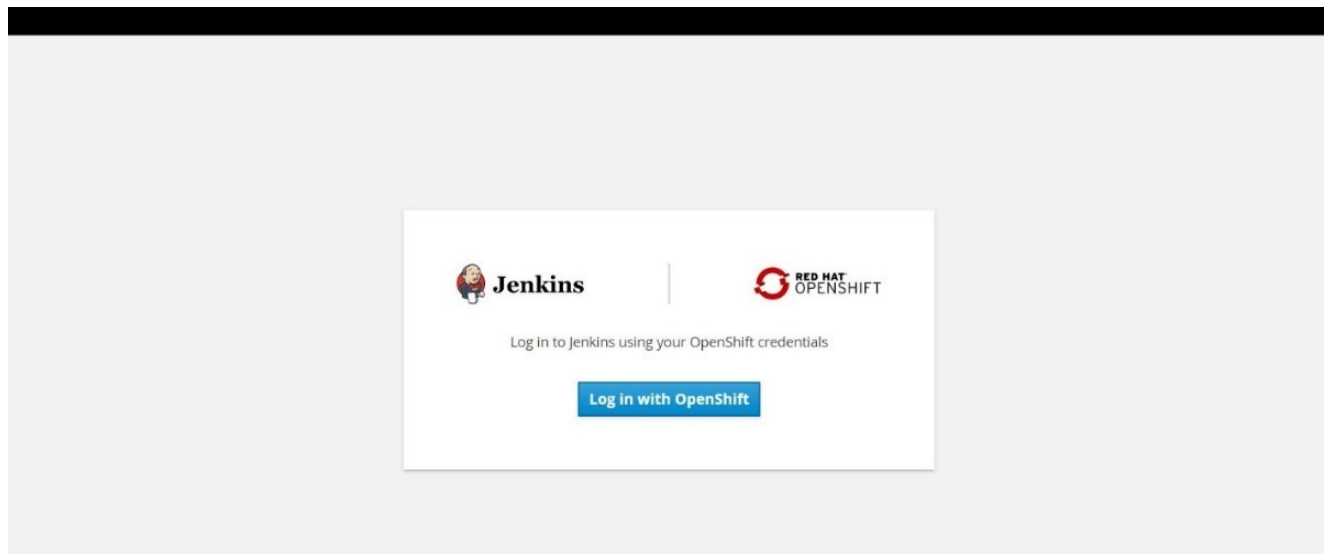 Jenkins
RED HAT
OPENSHIFT
Log in to Jenkins using your OpenShift credentials
Log in with OpenShift